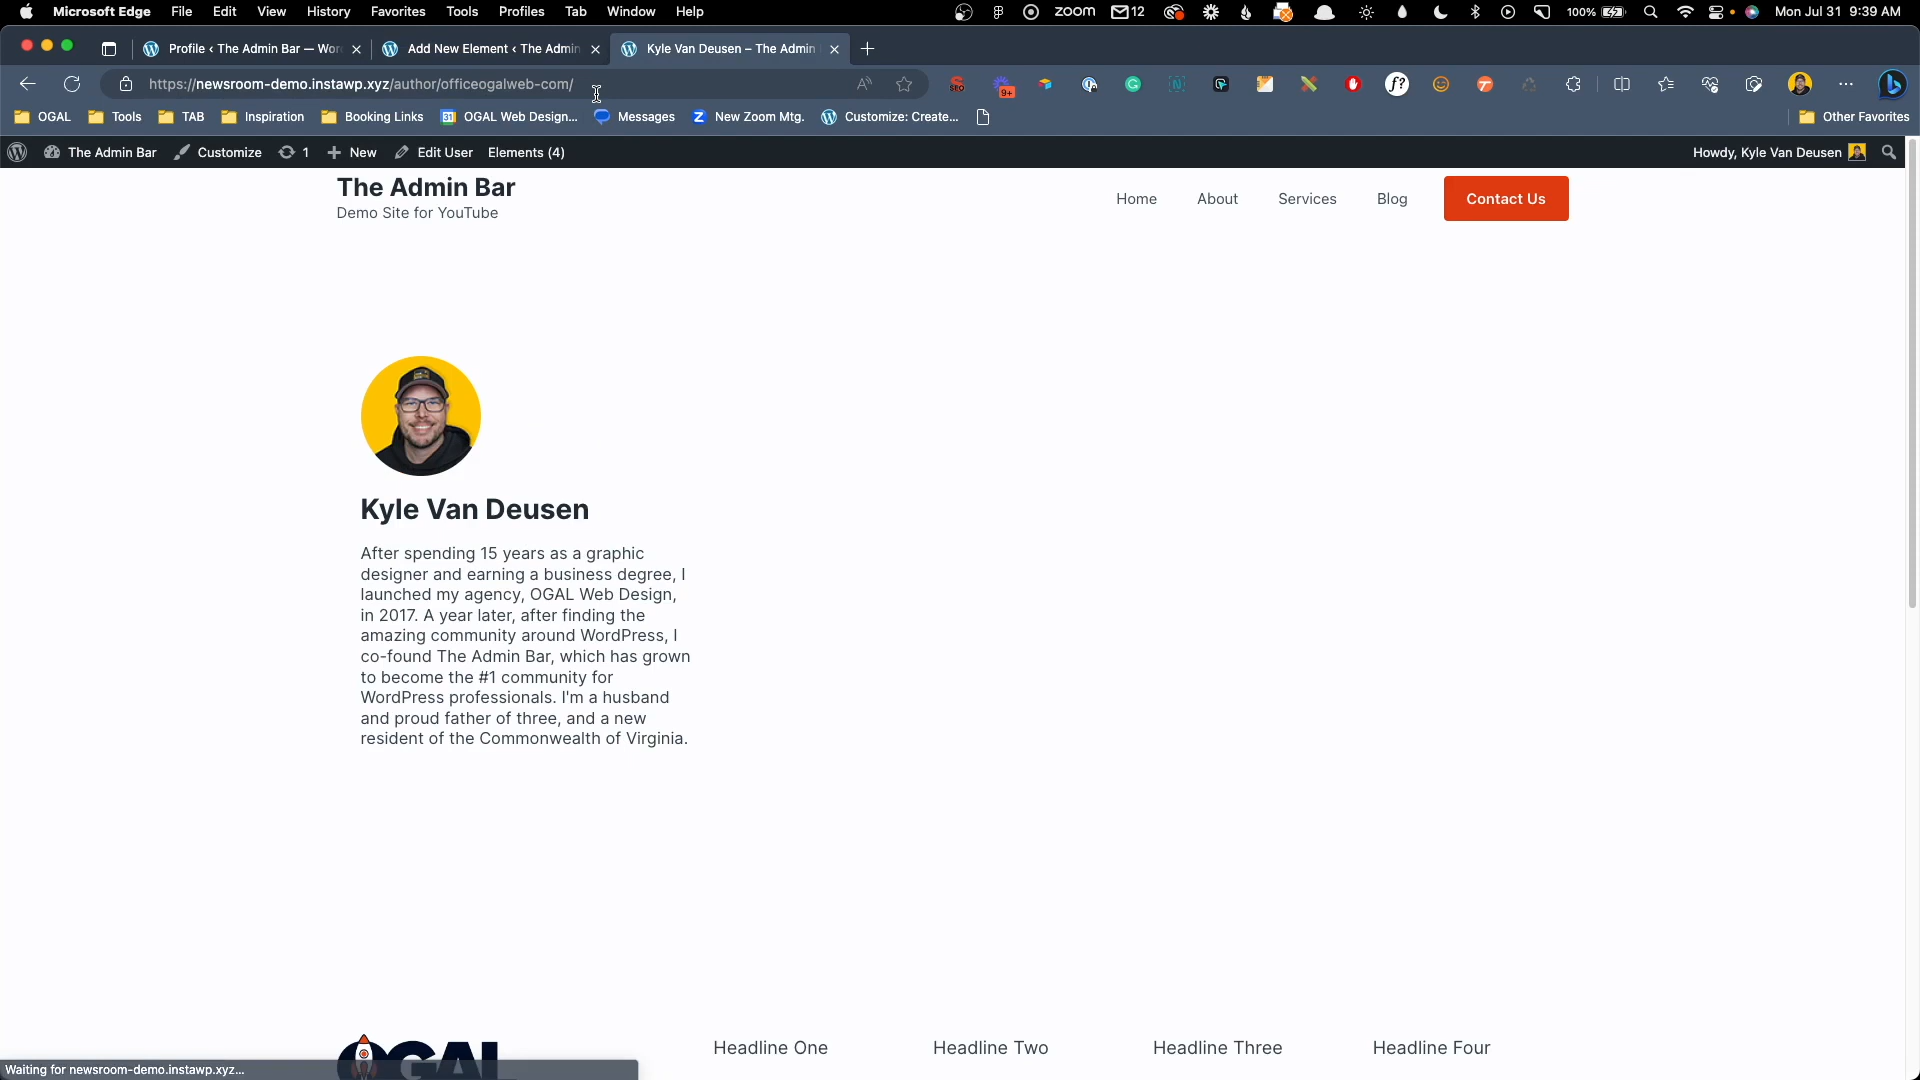 Microsoft Edge File Edit View History Favorites Tools Profiles Tab Window Help
zoom 12 100% Mon Jul 31 9:39 AM
Profile ‹ The Admin Bar — Wor
Add New Element ‹ The Admin
Kyle Van Deusen – The Admin
https://newsroom-demo.instawp.xyz/author/officeogalweb-com/
9+
f?
OGAL Tools TAB Inspiration Booking Links OGAL Web Design... Messages New Zoom Mtg. Customize: Create... Other Favorites
The Admin Bar Customize 1 New Edit User Elements (4) Howdy, Kyle Van Deusen
The Admin Bar
Demo Site for YouTube
Home About Services Blog Contact Us
Kyle Van Deusen
After spending 15 years as a graphic
designer and earning a business degree, I
launched my agency, OGAL Web Design,
in 2017. A year later, after finding the
amazing community around WordPress, I
co-found The Admin Bar, which has grown
to become the #1 community for
WordPress professionals. I'm a husband
and proud father of three, and a new
resident of the Commonwealth of Virginia.
OGAL
Headline One Headline Two Headline Three Headline Four
Waiting for newsroom-demo.instawp.xyz...